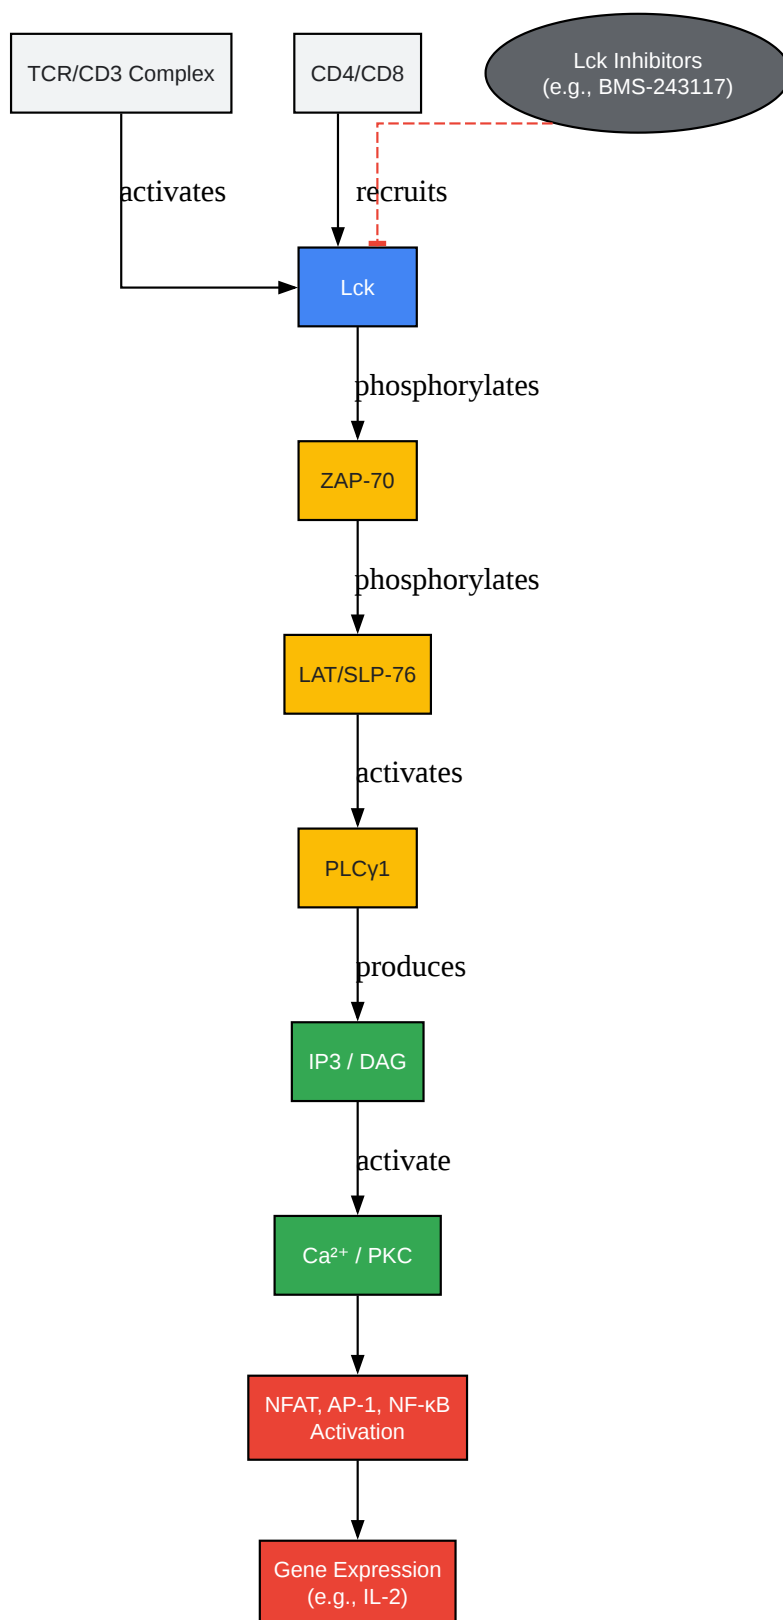 TCR/CD3 Complex
CD4/CD8
Lck Inhibitors
(e.g., BMS-243117)
activates
recruits
Lck
phosphorylates
ZAP-70
phosphorylates
LAT/SLP-76
activates
PLCγ1
produces
IP3 / DAG
activate
Ca²⁺ / PKC
NFAT, AP-1, NF-κB
Activation
Gene Expression
(e.g., IL-2)